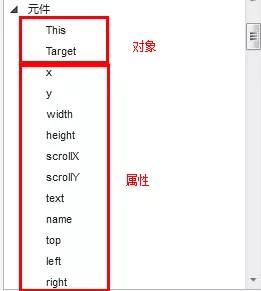 元件
This
Target
对象
x
y
width
height
scrollX
scrollY
属性
text
name
top
left
right